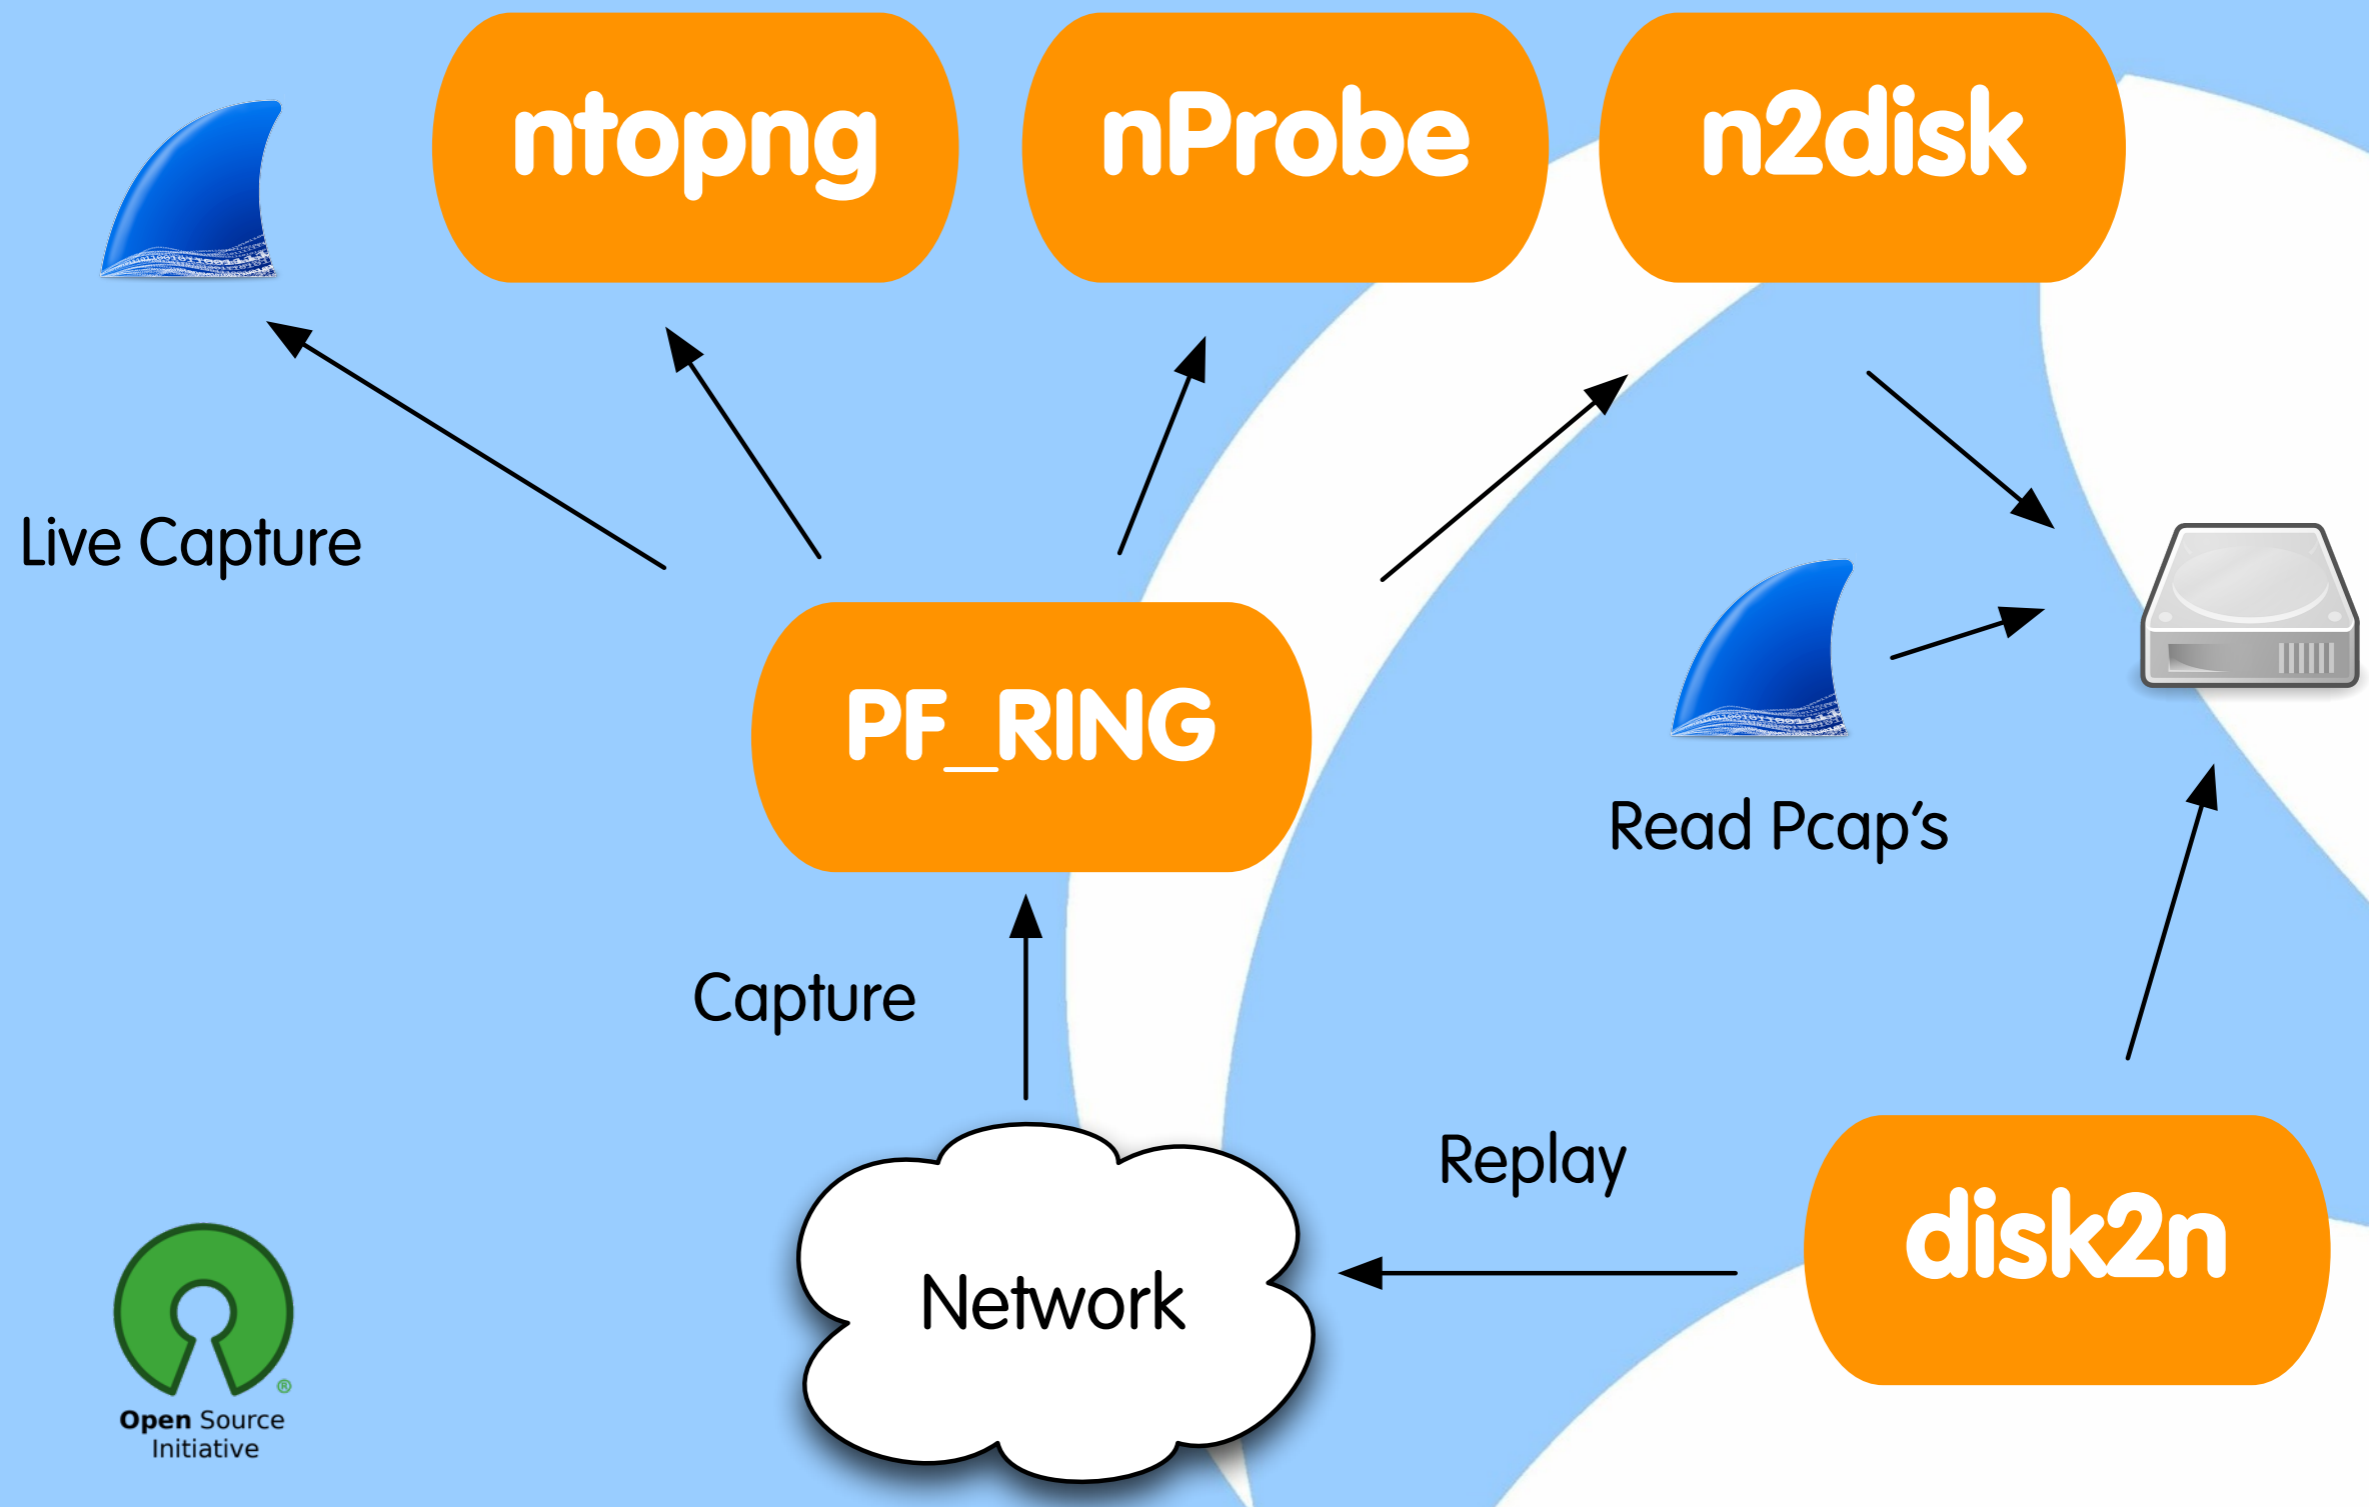 ntopng
nProbe
n2disk
Live Capture
PF_RING
Read Pcap's
Capture
Replay
disk2n
Network
®
Open Source
Initiative